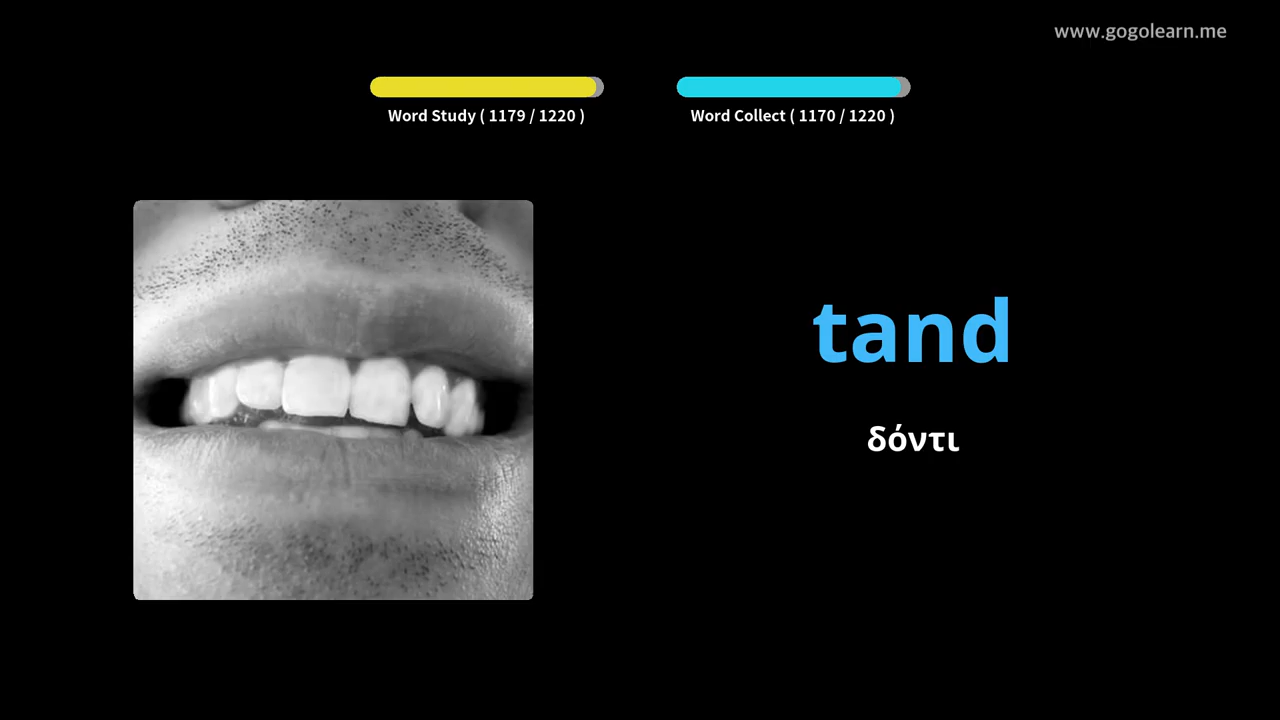 www.gogolearn.me
Word Study ( 1179 / 1220 )
Word Collect ( 1170 / 1220 )
tand
δόντι